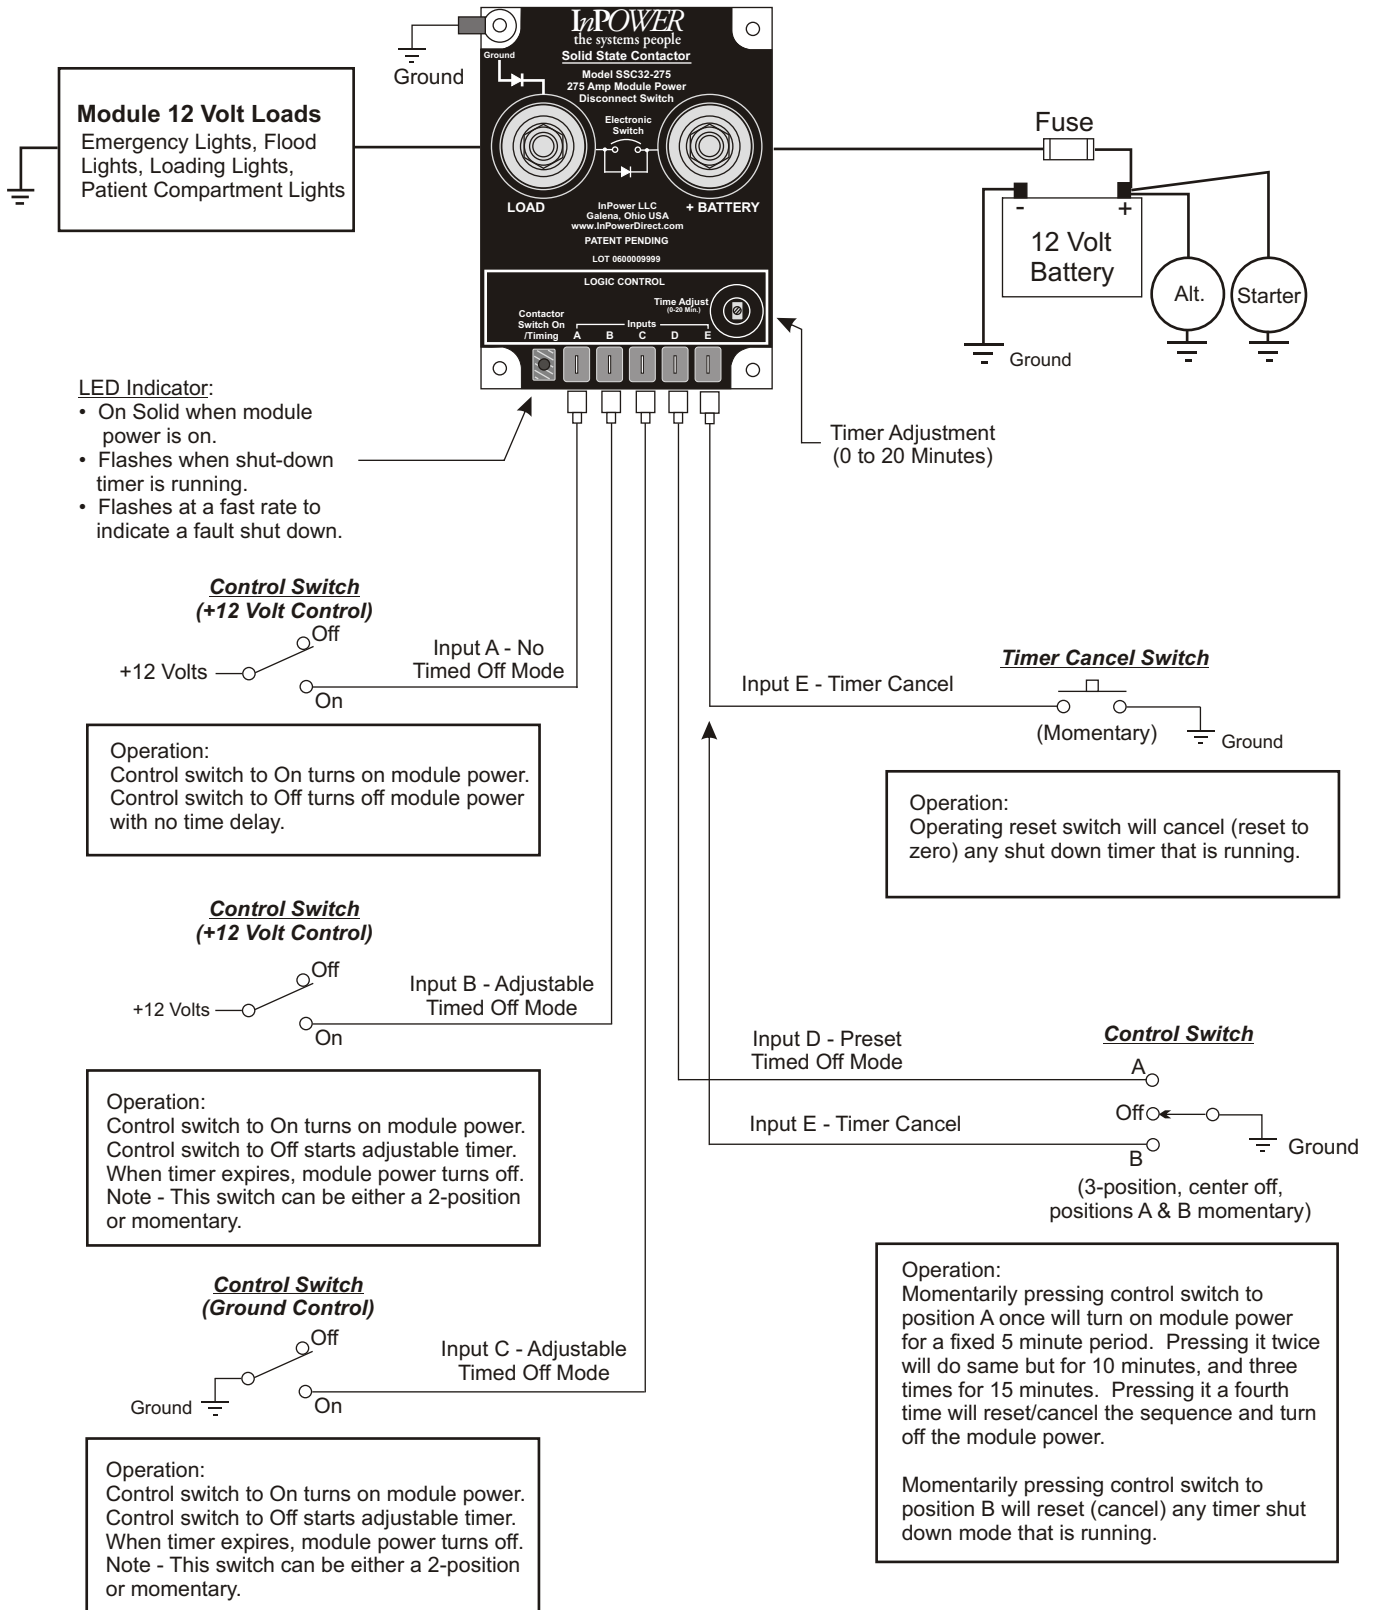 InPOWER
the systems people
Solid State Contactor
Model SSC32-275
275 Amp Module Power
Disconnect Switch
Ground
Ground
Electronic
Switch
LOAD
+ BATTERY
InPower LLC
Galena, Ohio USA
www.InPowerDirect.com
PATENT PENDING
LOT 0600009999
LOGIC CONTROL
Time Adjust
(0-20 Min.)
Contactor
Switch On
/Timing
Inputs
A B C D E
Module 12 Volt Loads
Emergency Lights, Flood
Lights, Loading Lights,
Patient Compartment Lights
Fuse
- +
12 Volt
Battery
Alt.
Starter
Ground
LED Indicator:
• On Solid when module
power is on.
• Flashes when shut-down
timer is running.
• Flashes at a fast rate to
indicate a fault shut down.
Timer Adjustment
(0 to 20 Minutes)
Control Switch
(+12 Volt Control)
Off
+12 Volts
On
Input A - No
Timed Off Mode
Operation:
Control switch to On turns on module power.
Control switch to Off turns off module power
with no time delay.
Timer Cancel Switch
Input E - Timer Cancel
(Momentary)
Ground
Operation:
Operating reset switch will cancel (reset to
zero) any shut down timer that is running.
Control Switch
(+12 Volt Control)
Off
+12 Volts
On
Input B - Adjustable
Timed Off Mode
Operation:
Control switch to On turns on module power.
Control switch to Off starts adjustable timer.
When timer expires, module power turns off.
Note - This switch can be either a 2-position
or momentary.
Input D - Preset
Timed Off Mode
Input E - Timer Cancel
Control Switch
A
Off
B
Ground
(3-position, center off,
positions A & B momentary)
Operation:
Momentarily pressing control switch to
position A once will turn on module power
for a fixed 5 minute period. Pressing it twice
will do same but for 10 minutes, and three
times for 15 minutes. Pressing it a fourth
time will reset/cancel the sequence and turn
off the module power.
Momentarily pressing control switch to
position B will reset (cancel) any timer shut
down mode that is running.
Control Switch
(Ground Control)
Off
Ground
On
Input C - Adjustable
Timed Off Mode
Operation:
Control switch to On turns on module power.
Control switch to Off starts adjustable timer.
When timer expires, module power turns off.
Note - This switch can be either a 2-position
or momentary.